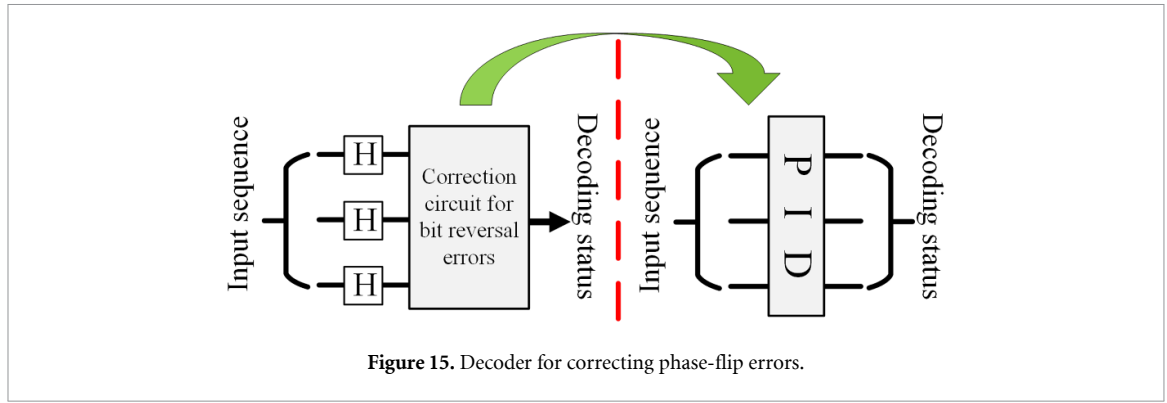 Input sequence
H
H
H
Correction
circuit for
bit reversal
errors
Decoding status
Input sequence
P I D
Decoding status
Figure 15. Decoder for correcting phase-flip errors.